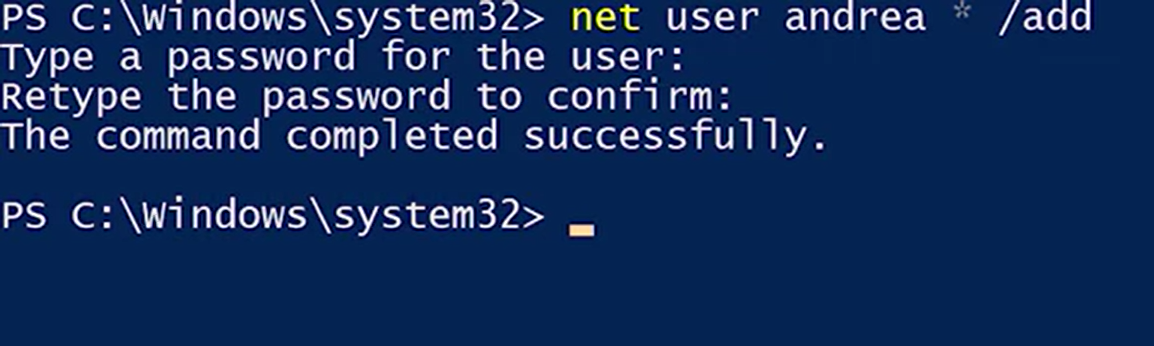 PS C:\Windows\system32> net user andrea * /add
Type a password for the user:
Retype the password to confirm:
The command completed successfully.
PS C:\Windows\system32>